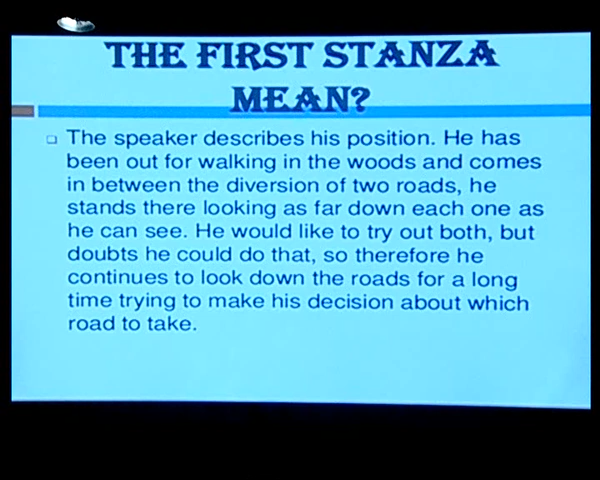 THE FIRST STANZA
MEAN?
The speaker describes his position. He has
been out for walking in the woods and comes
in between the diversion of two roads, he
stands there looking as far down each one as
he can see. He would like to try out both, but
doubts he could do that, so therefore he
continues to look down the roads for a long
time trying to make his decision about which
road to take.